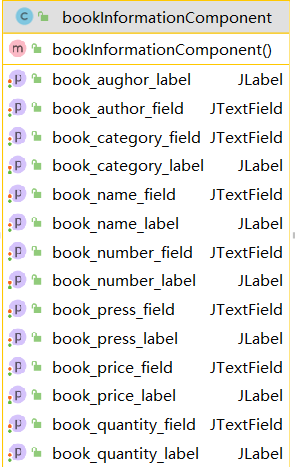 bookInformationComponent
bookInformationComponent()
book_aughor_label JLabel
book_author_field JTextField
book_category_field JTextField
book_category_label JLabel
book_name_field JTextField
book_name_label JLabel
book_number_field JTextField
book_number_label JLabel
book_press_field JTextField
book_press_label JLabel
book_price_field JTextField
book_price_label JLabel
book_quantity_field JTextField
book_quantity_label JLabel